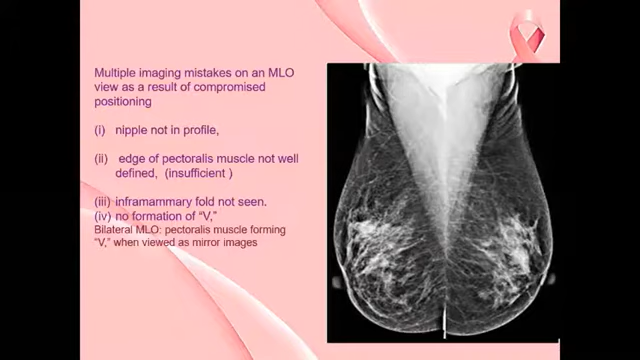 Multiple imaging mistakes on an MLO
view as a result of compromised
positioning
(i) nipple not in profile,
(ii) edge of pectoralis muscle not well
defined, (insufficient )
(iii) inframammary fold not seen.
(iv) no formation of “V,”
Bilateral MLO: pectoralis muscle forming
“V,” when viewed as mirror images